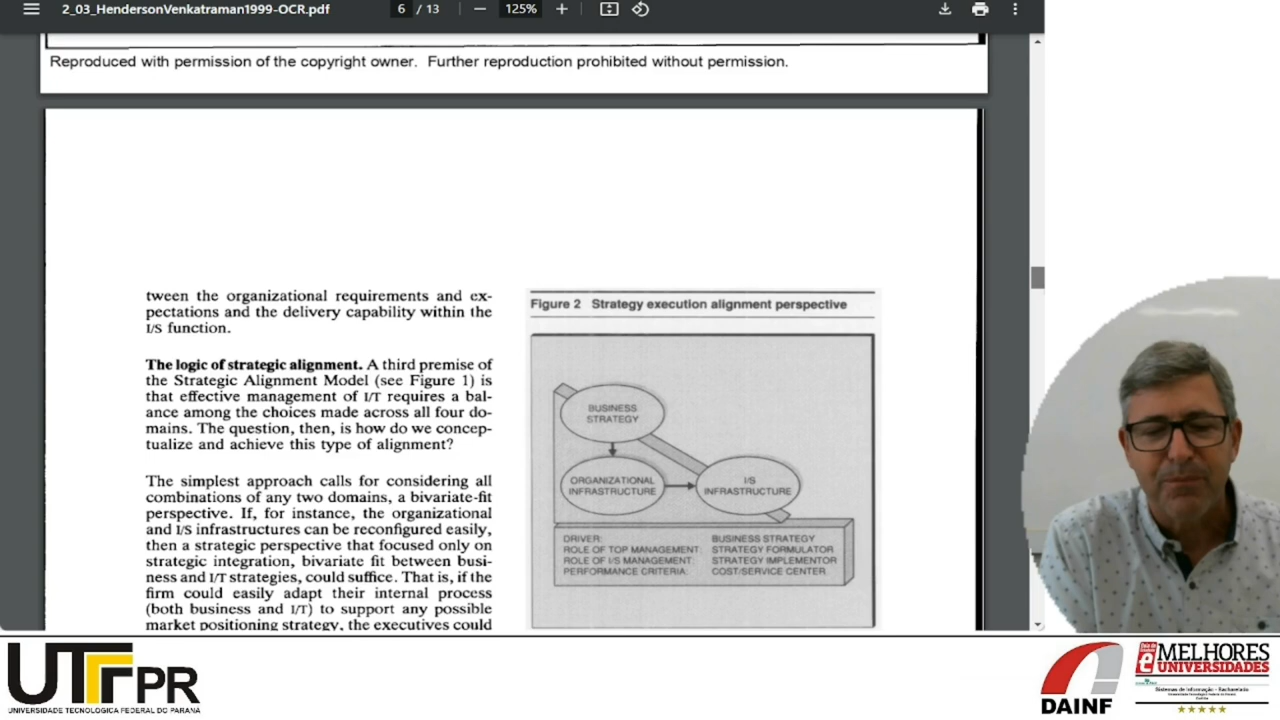 2_03_HendersonVenkatraman1999-OCR.pdf
6 / 13
125%
Reproduced with permission of the copyright owner. Further reproduction prohibited without permission.
tween the organizational requirements and ex-
pectations and the delivery capability within the
I/S function.
The logic of strategic alignment. A third premise of
the Strategic Alignment Model (see Figure 1) is
that effective management of I/T requires a bal-
ance among the choices made across all four do-
mains. The question, then, is how do we concep-
tualize and achieve this type of alignment?
The simplest approach calls for considering all
combinations of any two domains, a bivariate-fit
perspective. If, for instance, the organizational
and I/S infrastructures can be reconfigured easily,
then a strategic perspective that focused only on
strategic integration, bivariate fit between busi-
ness and I/T strategies, could suffice. That is, if the
firm could easily adapt their internal process
(both business and I/T) to support any possible
market positioning strategy, the executives could
Figure 2 Strategy execution alignment perspective
BUSINESS
STRATEGY
ORGANIZATIONAL
INFRASTRUCTURE
I/S
INFRASTRUCTURE
DRIVER: BUSINESS STRATEGY
ROLE OF TOP MANAGEMENT: STRATEGY FORMULATOR
ROLE OF I/S MANAGEMENT: STRATEGY IMPLEMENTOR
PERFORMANCE CRITERIA: COST/SERVICE CENTER
UTFPR
UNIVERSIDADE TECNOLÓGICA FEDERAL DO PARANÁ
DAINF
MELHORES
UNIVERSIDADES
Sistemas de Informação - Bacharelado